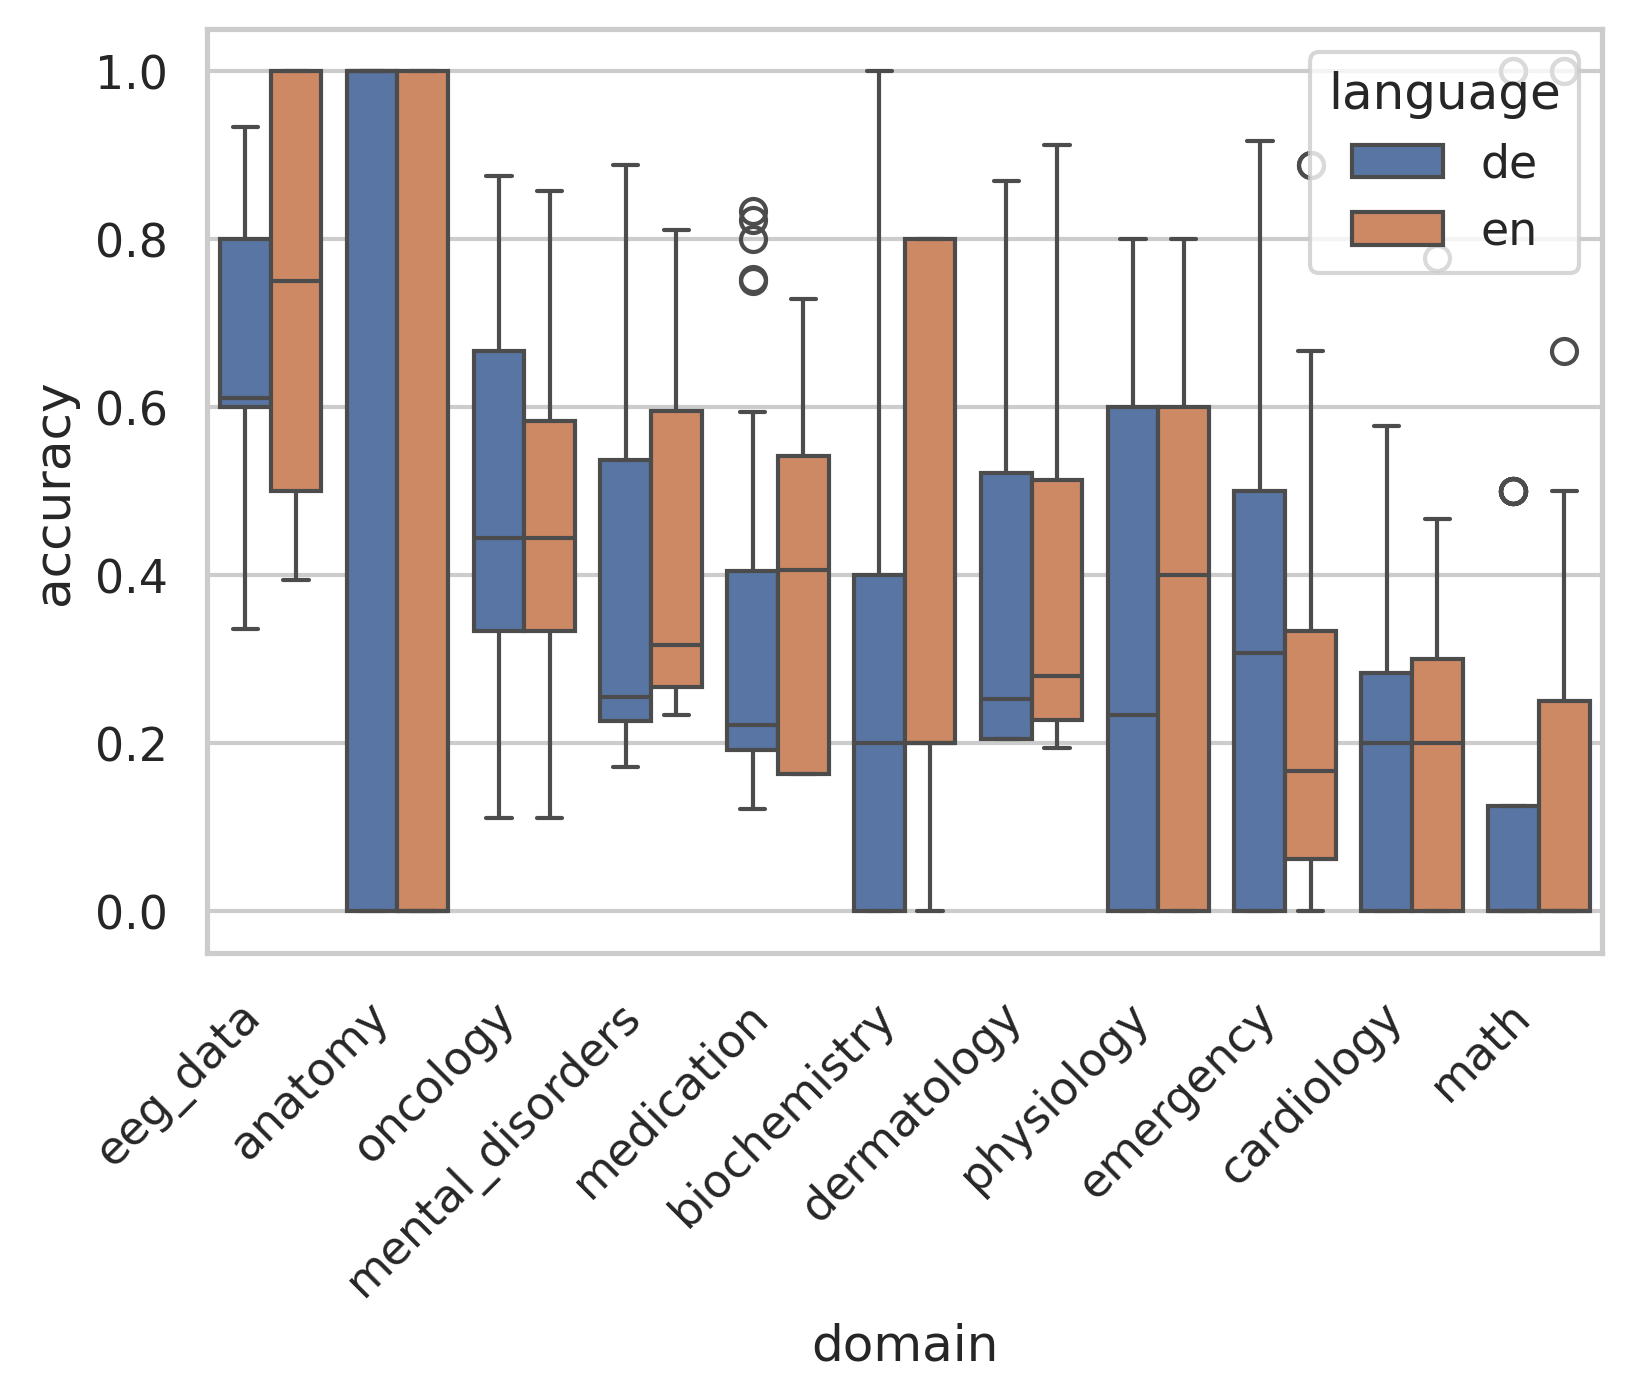 1.0
0.8
0.6
0.4
0.2
0.0
accuracy
language
de
en
eeg_data
anatomy
oncology
mental_disorders
medication
biochemistry
dermatology
physiology
emergency
cardiology
math
domain